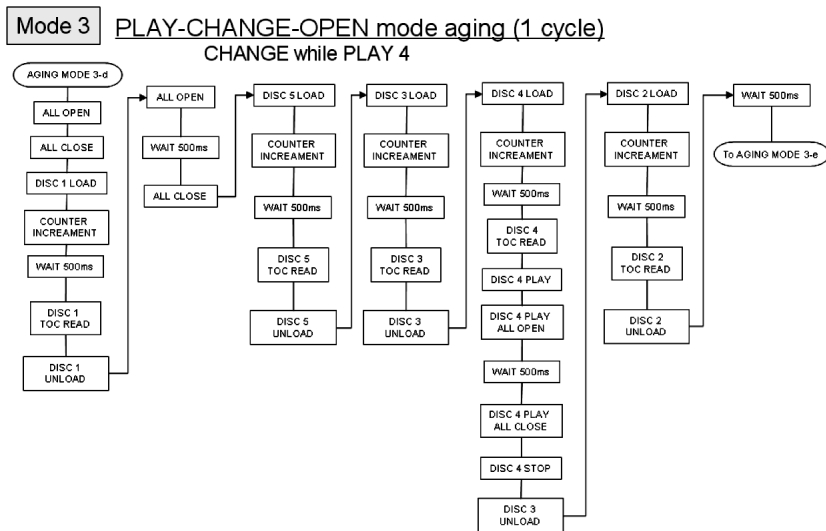 Mode 3
PLAY-CHANGE-OPEN mode aging (1 cycle)
CHANGE while PLAY 4
AGING MODE 3-d
ALL OPEN
ALL CLOSE
DISC 1 LOAD
COUNTER
INCREAMENT
WAIT 500ms
DISC 1
TOC READ
DISC 1
UNLOAD
ALL OPEN
WAIT 500ms
ALL CLOSE
DISC 5 LOAD
COUNTER
INCREAMENT
WAIT 500ms
DISC 5
TOC READ
DISC 5
UNLOAD
DISC 3 LOAD
COUNTER
INCREAMENT
WAIT 500ms
DISC 3
TOC READ
DISC 3
UNLOAD
DISC 4 LOAD
COUNTER
INCREAMENT
WAIT 500ms
DISC 4
TOC READ
DISC 4 PLAY
DISC 4 PLAY
ALL OPEN
WAIT 500ms
DISC 4 PLAY
ALL CLOSE
DISC 4 STOP
DISC 3
UNLOAD
DISC 2 LOAD
COUNTER
INCREAMENT
WAIT 500ms
DISC 2
TOC READ
DISC 2
UNLOAD
WAIT 500ms
To AGING MODE 3-e